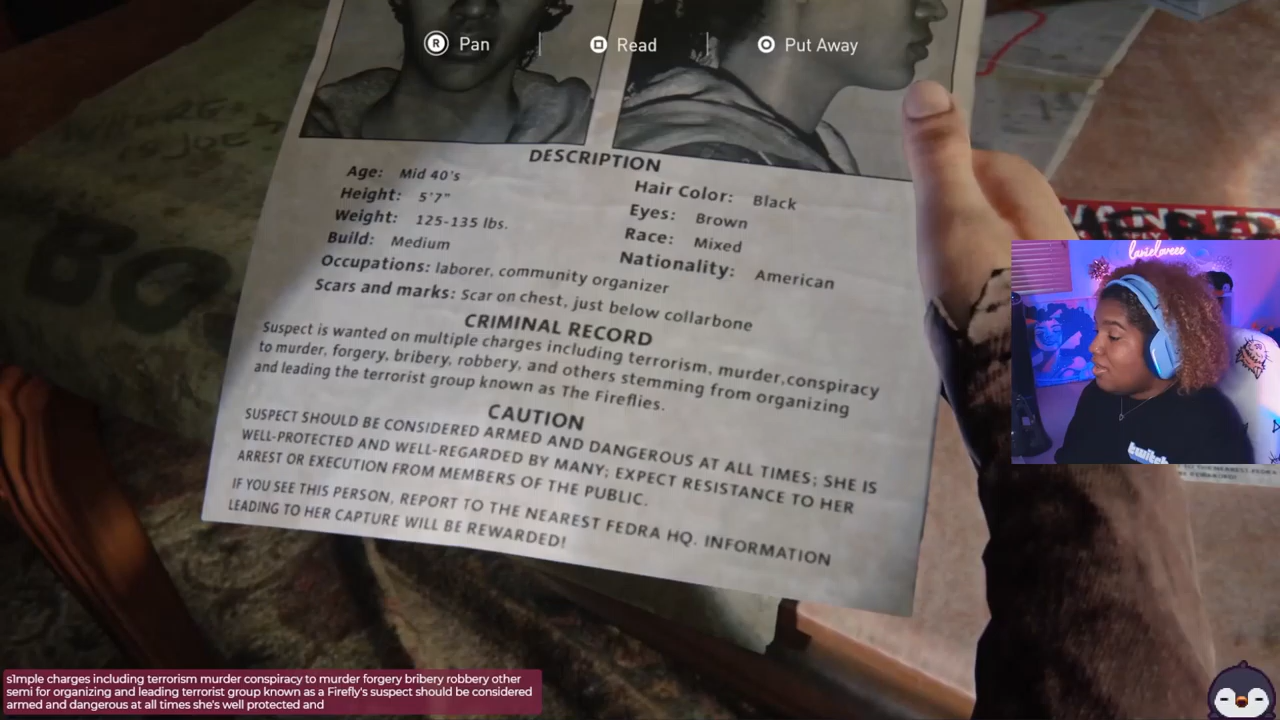 R Pan | Read | Put Away
DESCRIPTION
Age: Mid 40's
Height: 5'7"
Weight: 125-135 lbs.
Build: Medium
Hair Color: Black
Eyes: Brown
Race: Mixed
Nationality: American
Occupations: laborer, community organizer
Scars and marks: Scar on chest, just below collarbone
CRIMINAL RECORD
Suspect is wanted on multiple charges including terrorism, murder,conspiracy
to murder, forgery, bribery, robbery, and others stemming from organizing
and leading the terrorist group known as The Fireflies.
CAUTION
SUSPECT SHOULD BE CONSIDERED ARMED AND DANGEROUS AT ALL TIMES; SHE IS
WELL-PROTECTED AND WELL-REGARDED BY MANY; EXPECT RESISTANCE TO HER
ARREST OR EXECUTION FROM MEMBERS OF THE PUBLIC.
IF YOU SEE THIS PERSON, REPORT TO THE NEAREST FEDRA HQ. INFORMATION
LEADING TO HER CAPTURE WILL BE REWARDED!
WANTED
lovieloveee
twitch
s1mple charges including terrorism murder conspiracy to murder forgery bribery robbery other
semi for organizing and leading terrorist group known as a Firefly's suspect should be considered
armed and dangerous at all times she's well protected and